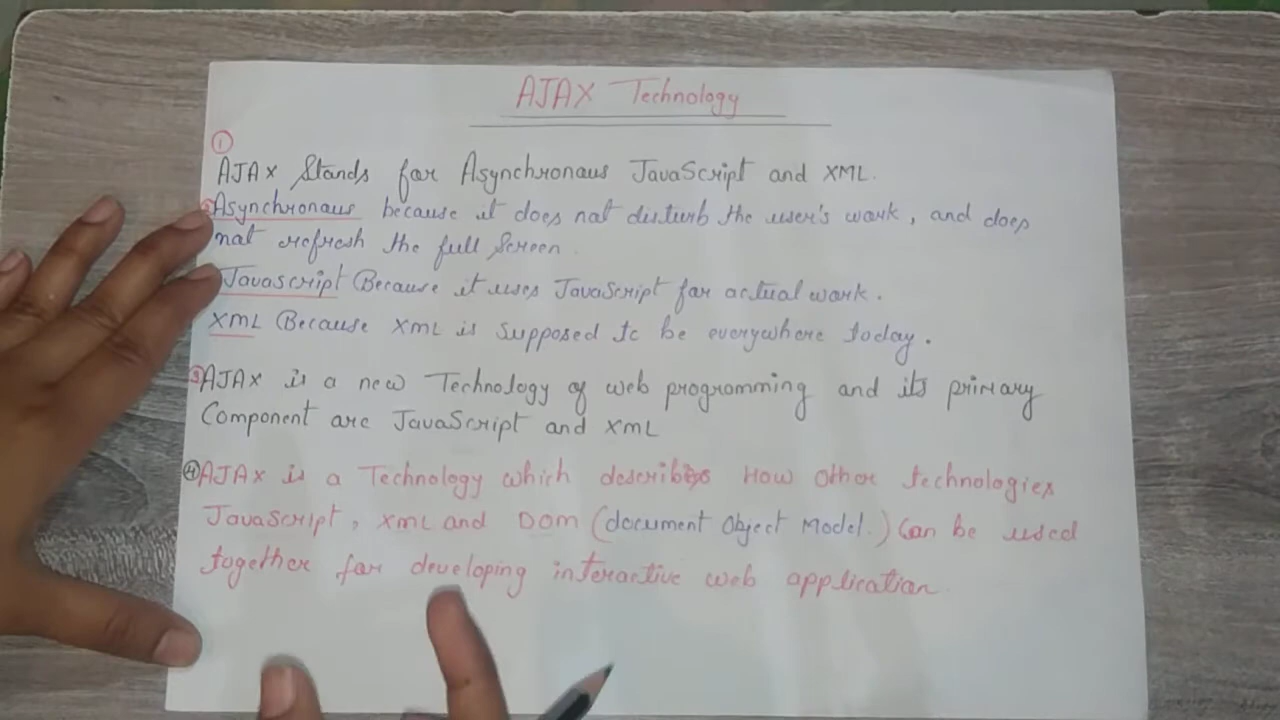 AJAX Technology
①
AJAX Stands for Asynchronous JavaScript and XML.
Asynchronous because it does not disturb the user's work, and does
not refresh the full Screen.
Javascript Because it uses JavaScript for actual work.
XML Because XML is supposed to be everywhere today.
③ AJAX is a new Technology of web programming and its primary
Component are JavaScript and XML
④ AJAX is a Technology which describes How other technologies
JavaScript, XML and DOM (document Object Model.) Can be used
together for developing interactive web application